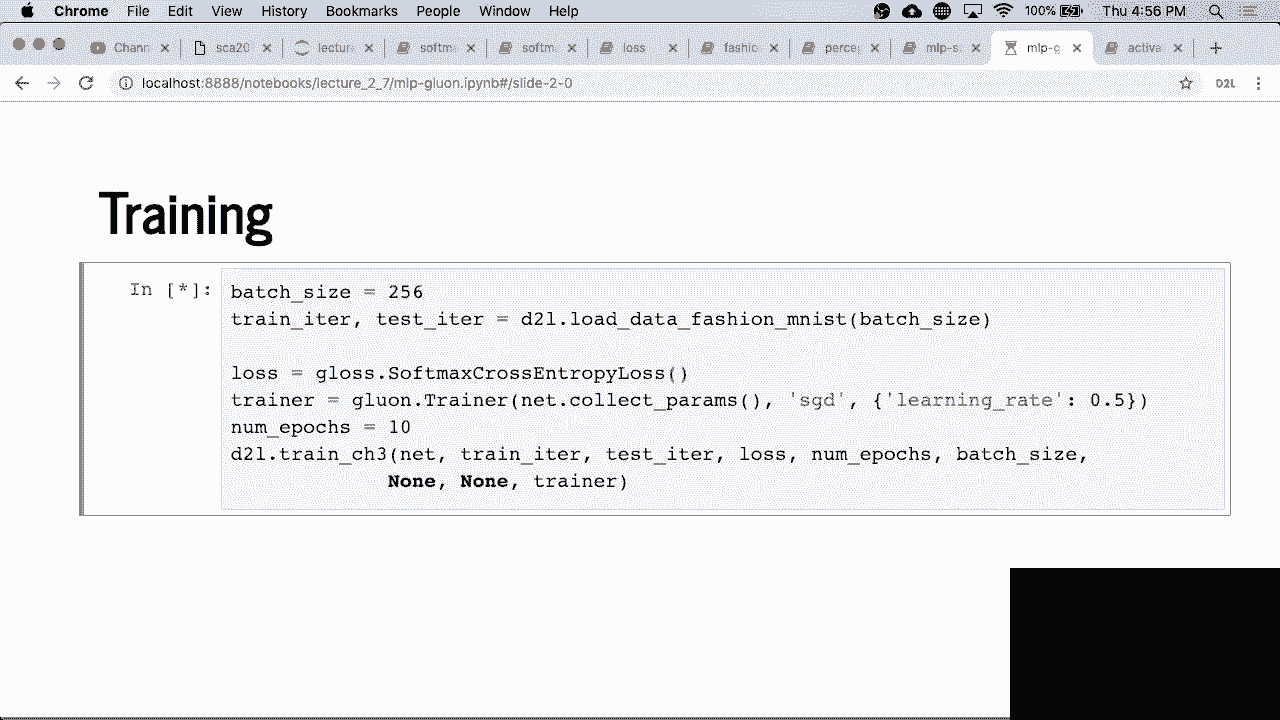 Chrome File Edit View History Bookmarks People Window Help 100% Thu 4:56 PM
Chann sca20 lecture softm softm loss fashio percep mlp-s mlp-g activa
localhost:8888/notebooks/lecture_2_7/mlp-gluon.ipynb#/slide-2-0 D2L
Training
In [*]:
batch_size = 256
train_iter, test_iter = d2l.load_data_fashion_mnist(batch_size)
loss = gloss.SoftmaxCrossEntropyLoss()
trainer = gluon.Trainer(net.collect_params(), 'sgd', {'learning_rate': 0.5})
num_epochs = 10
d2l.train_ch3(net, train_iter, test_iter, loss, num_epochs, batch_size,
None, None, trainer)